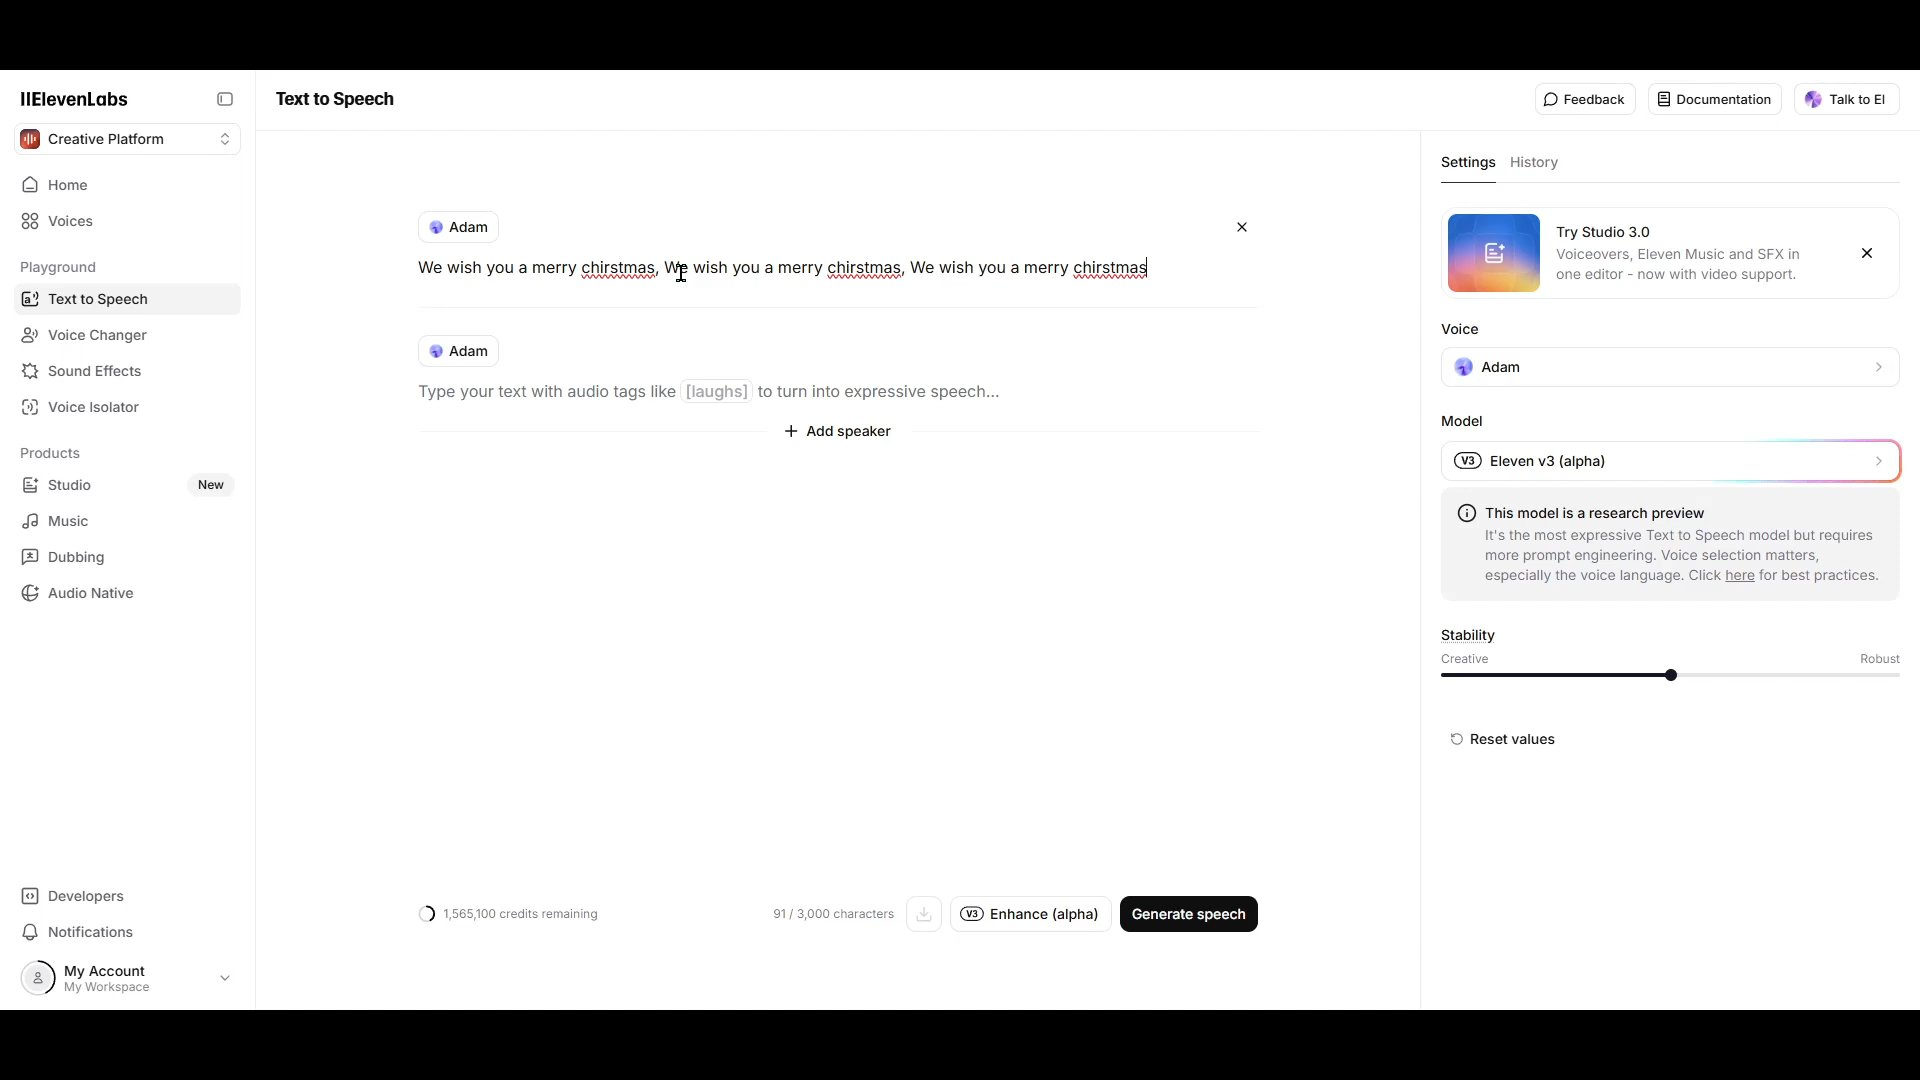 IIElevenLabs
Creative Platform
Home
Voices
Playground
Text to Speech
Voice Changer
Sound Effects
Voice Isolator
Products
Studio New
Music
Dubbing
Audio Native
Developers
Notifications
My Account
My Workspace
Text to Speech
Feedback
Documentation
Talk to El
Adam
We wish you a merry chirstmas, We wish you a merry chirstmas, We wish you a merry chirstmas
Adam
Type your text with audio tags like [laughs] to turn into expressive speech...
+ Add speaker
1,565,100 credits remaining
91 / 3,000 characters
V3 Enhance (alpha)
Generate speech
Settings History
Try Studio 3.0
Voiceovers, Eleven Music and SFX in
one editor - now with video support.
Voice
Adam
Model
V3 Eleven v3 (alpha)
This model is a research preview
It's the most expressive Text to Speech model but requires
more prompt engineering. Voice selection matters,
especially the voice language. Click here for best practices.
Stability
Creative Robust
Reset values